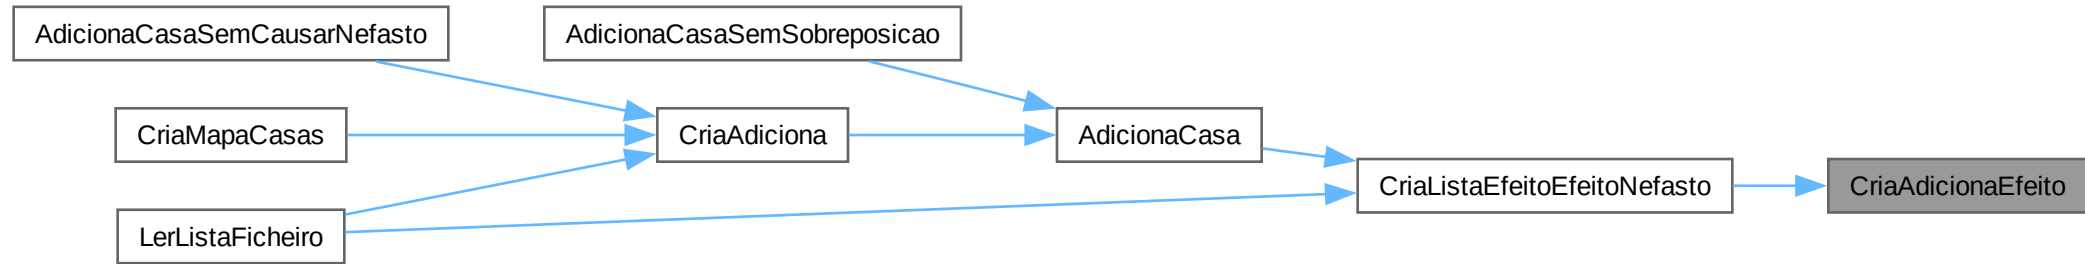 AdicionaCasaSemCausarNefasto
AdicionaCasaSemSobreposicao
CriaMapaCasas
CriaAdiciona
AdicionaCasa
CriaListaEfeitoEfeitoNefasto
CriaAdicionaEfeito
LerListaFicheiro